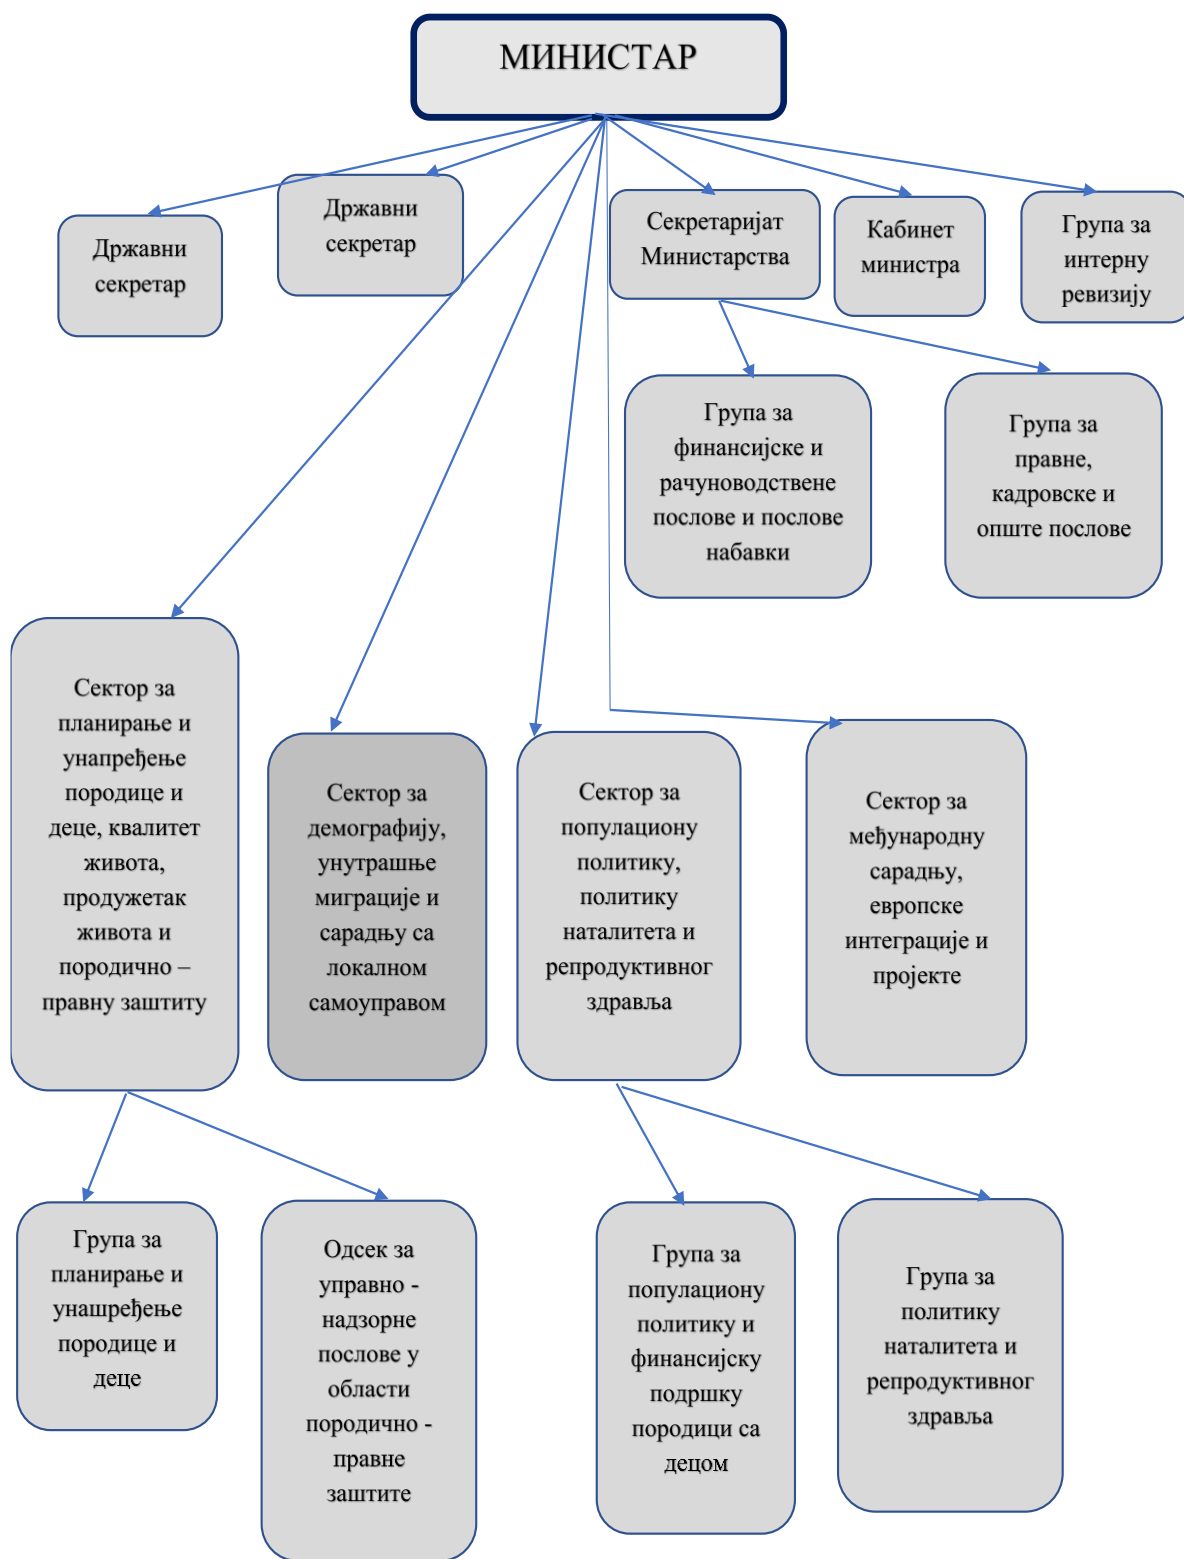 МИНИСТАР
Државни
секретар
Државни
секретар
Секретаријат
Министарства
Кабинет
министра
Група за
интерну
ревизију
Група за
финансијске и
рачуноводствене
послове и послове
набавки
Група за
правне,
кадровске и
опште послове
Сектор за
планирање и
унапређење
породице и
деце, квалитет
живота,
продужетак
живота и
породично –
правну заштиту
Сектор за
демографију,
унутрашње
миграције и
сарадњу са
локалном
самоуправом
Сектор за
популациону
политику,
политику
наталитета и
репродуктивног
здравља
Сектор за
међународну
сарадњу,
европске
интеграције и
пројекте
Група за
планирање и
унашређење
породице и
деце
Одсек за
управно -
надзорне
послове у
области
породично -
правне
заштите
Група за
популациону
политику и
финансијску
подршку
породици са
децом
Група за
политику
наталитета и
репродуктивног
здравља